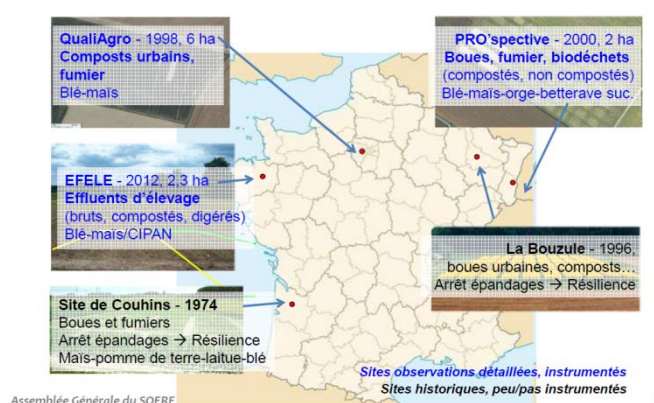 QualiAgro - 1998, 6 ha
Composts urbains,
fumier
Blé-maïs
PRO'spective - 2000, 2 ha
Boues, fumier, biodéchets
(compostés, non compostés)
Blé-maïs-orge-betterave suc.
EFELE - 2012, 2,3 ha
Effluents d'élevage
(bruts, compostés, digérés)
Blé-maïs/CIPAN
La Bouzule - 1996,
boues urbaines, composts…
Arrêt épandages → Résilience
Site de Couhins - 1974
Boues et fumiers
Arrêt épandages → Résilience
Maïs-pomme de terre-laitue-blé
Sites observations détaillées, instrumentés
Sites historiques, peu/pas instrumentés
Assemblée Générale du SOERE